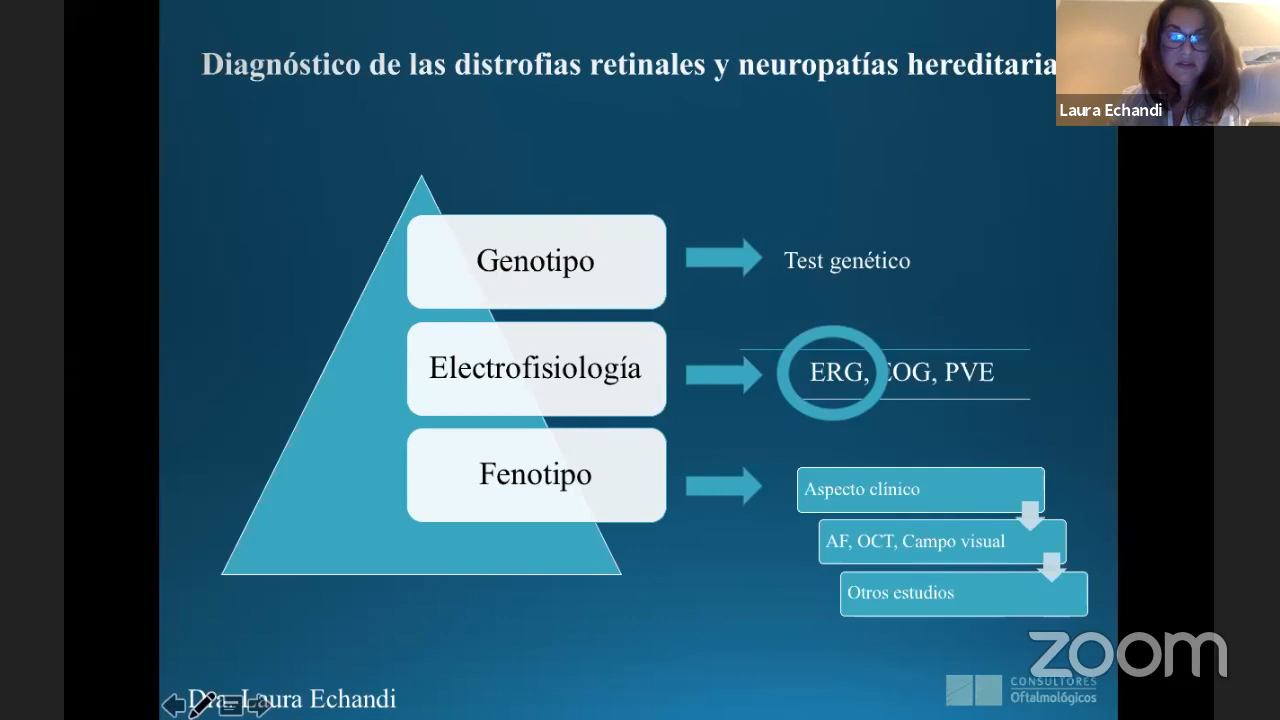 Diagnóstico de las distrofias retinales y neuropatías hereditaria
Laura Echandi
Genotipo
Test genético
Electrofisiología
ERG, EOG, PVE
Fenotipo
Aspecto clínico
AF, OCT, Campo visual
Otros estudios
zoom
Dra. Laura Echandi
CONSULTORES
Oftalmológicos